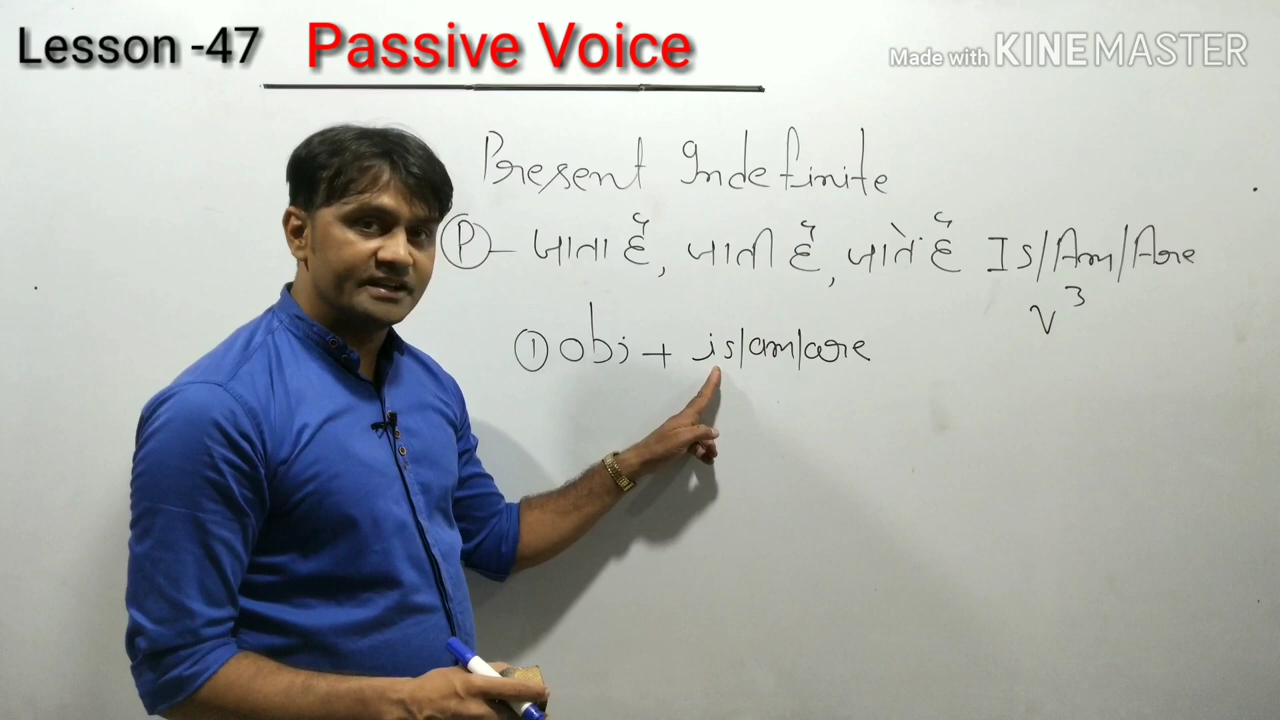 Lesson -47 Passive Voice
Made with KINEMASTER
Present Indefinite
(P) - जाता है, जाती है, जाते है Is/Am/Are
V³
① obj + is/am/are